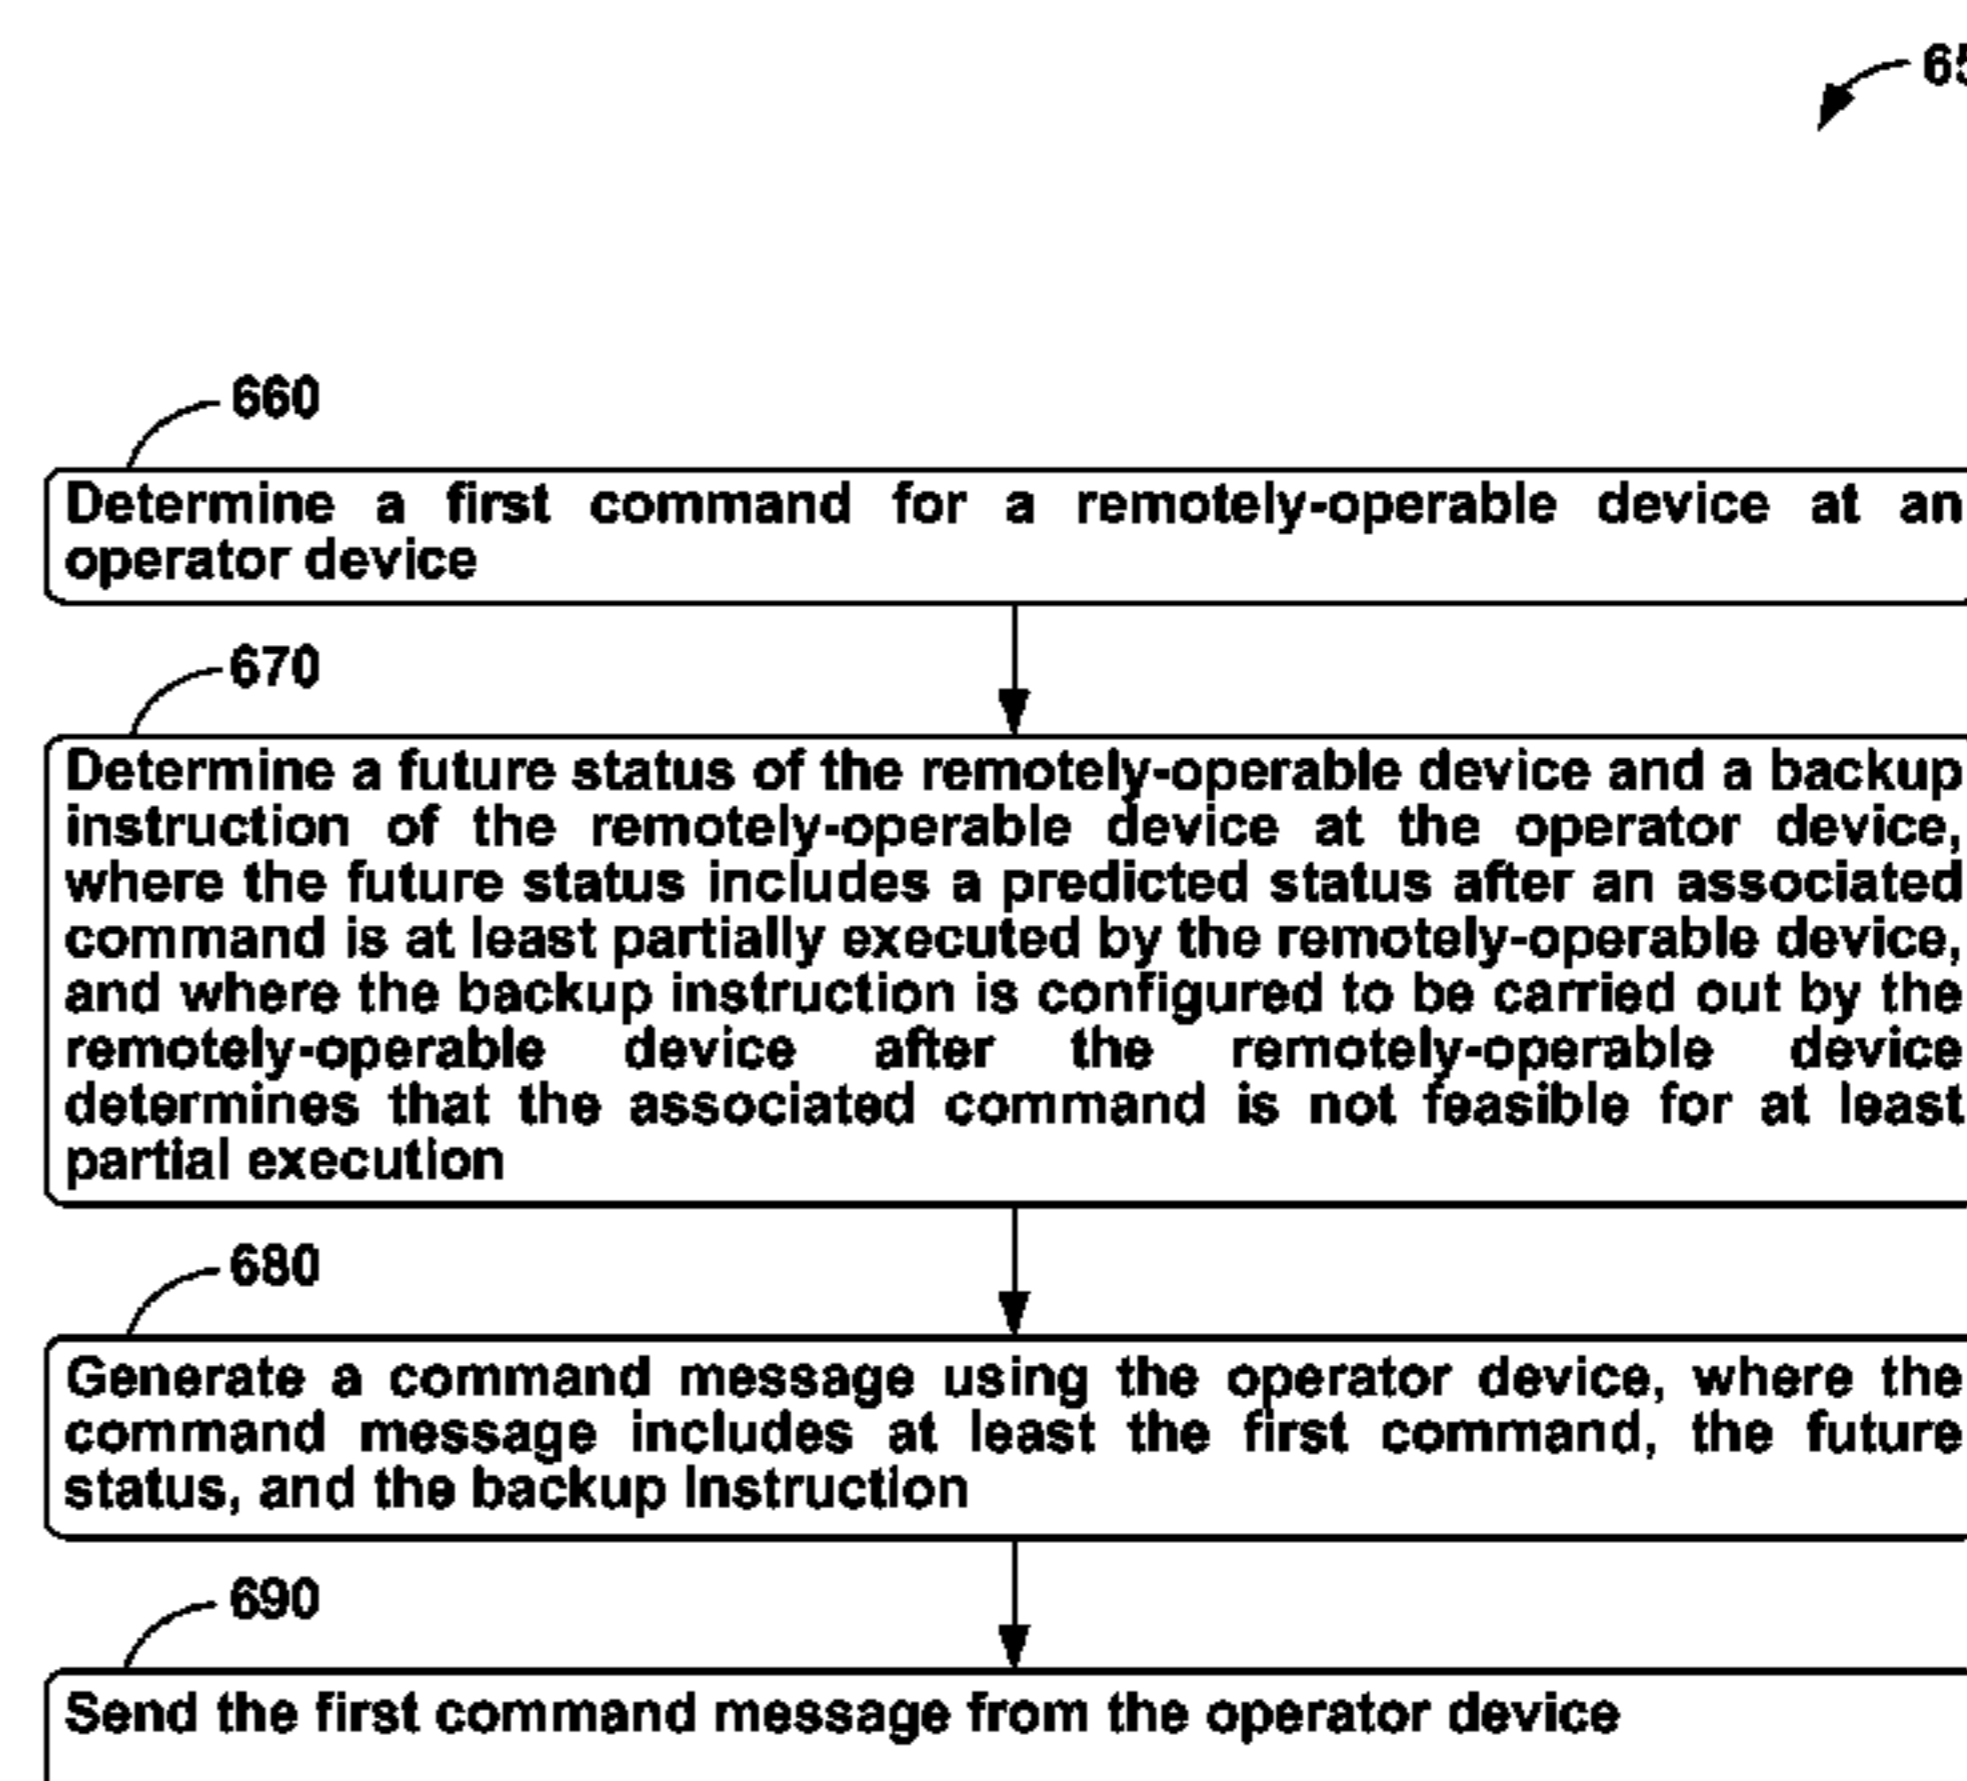 660
Determine a first command for a remotely-operable device at an
operator device
670
Determine a future status of the remotely-operable device and a backup
instruction of the remotely-operable device at the operator device,
where the future status includes a predicted status after an associated
command is at least partially executed by the remotely-operable device,
and where the backup instruction is configured to be carried out by the
remotely-operable device after the remotely-operable device
determines that the associated command is not feasible for at least
partial execution
680
Generate a command message using the operator device, where the
command message includes at least the first command, the future
status, and the backup Instruction
690
Send the first command message from the operator device